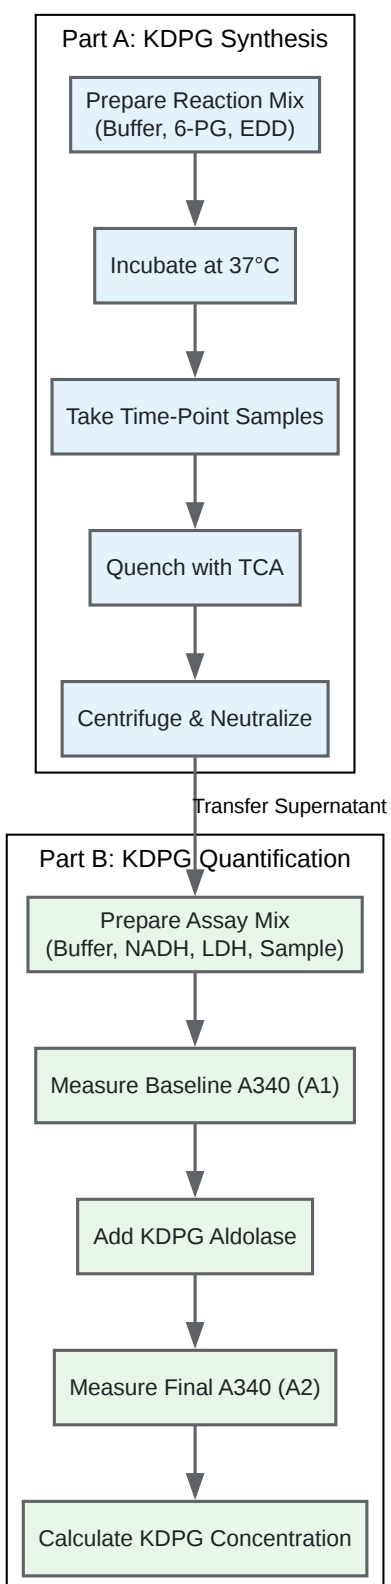 Part A: KDPG Synthesis
Prepare Reaction Mix
(Buffer, 6-PG, EDD)
Incubate at 37°C
Take Time-Point Samples
Quench with TCA
Centrifuge & Neutralize
Transfer Supernatant
Part B: KDPG Quantification
Prepare Assay Mix
(Buffer, NADH, LDH, Sample)
Measure Baseline A340 (A1)
Add KDPG Aldolase
Measure Final A340 (A2)
Calculate KDPG Concentration